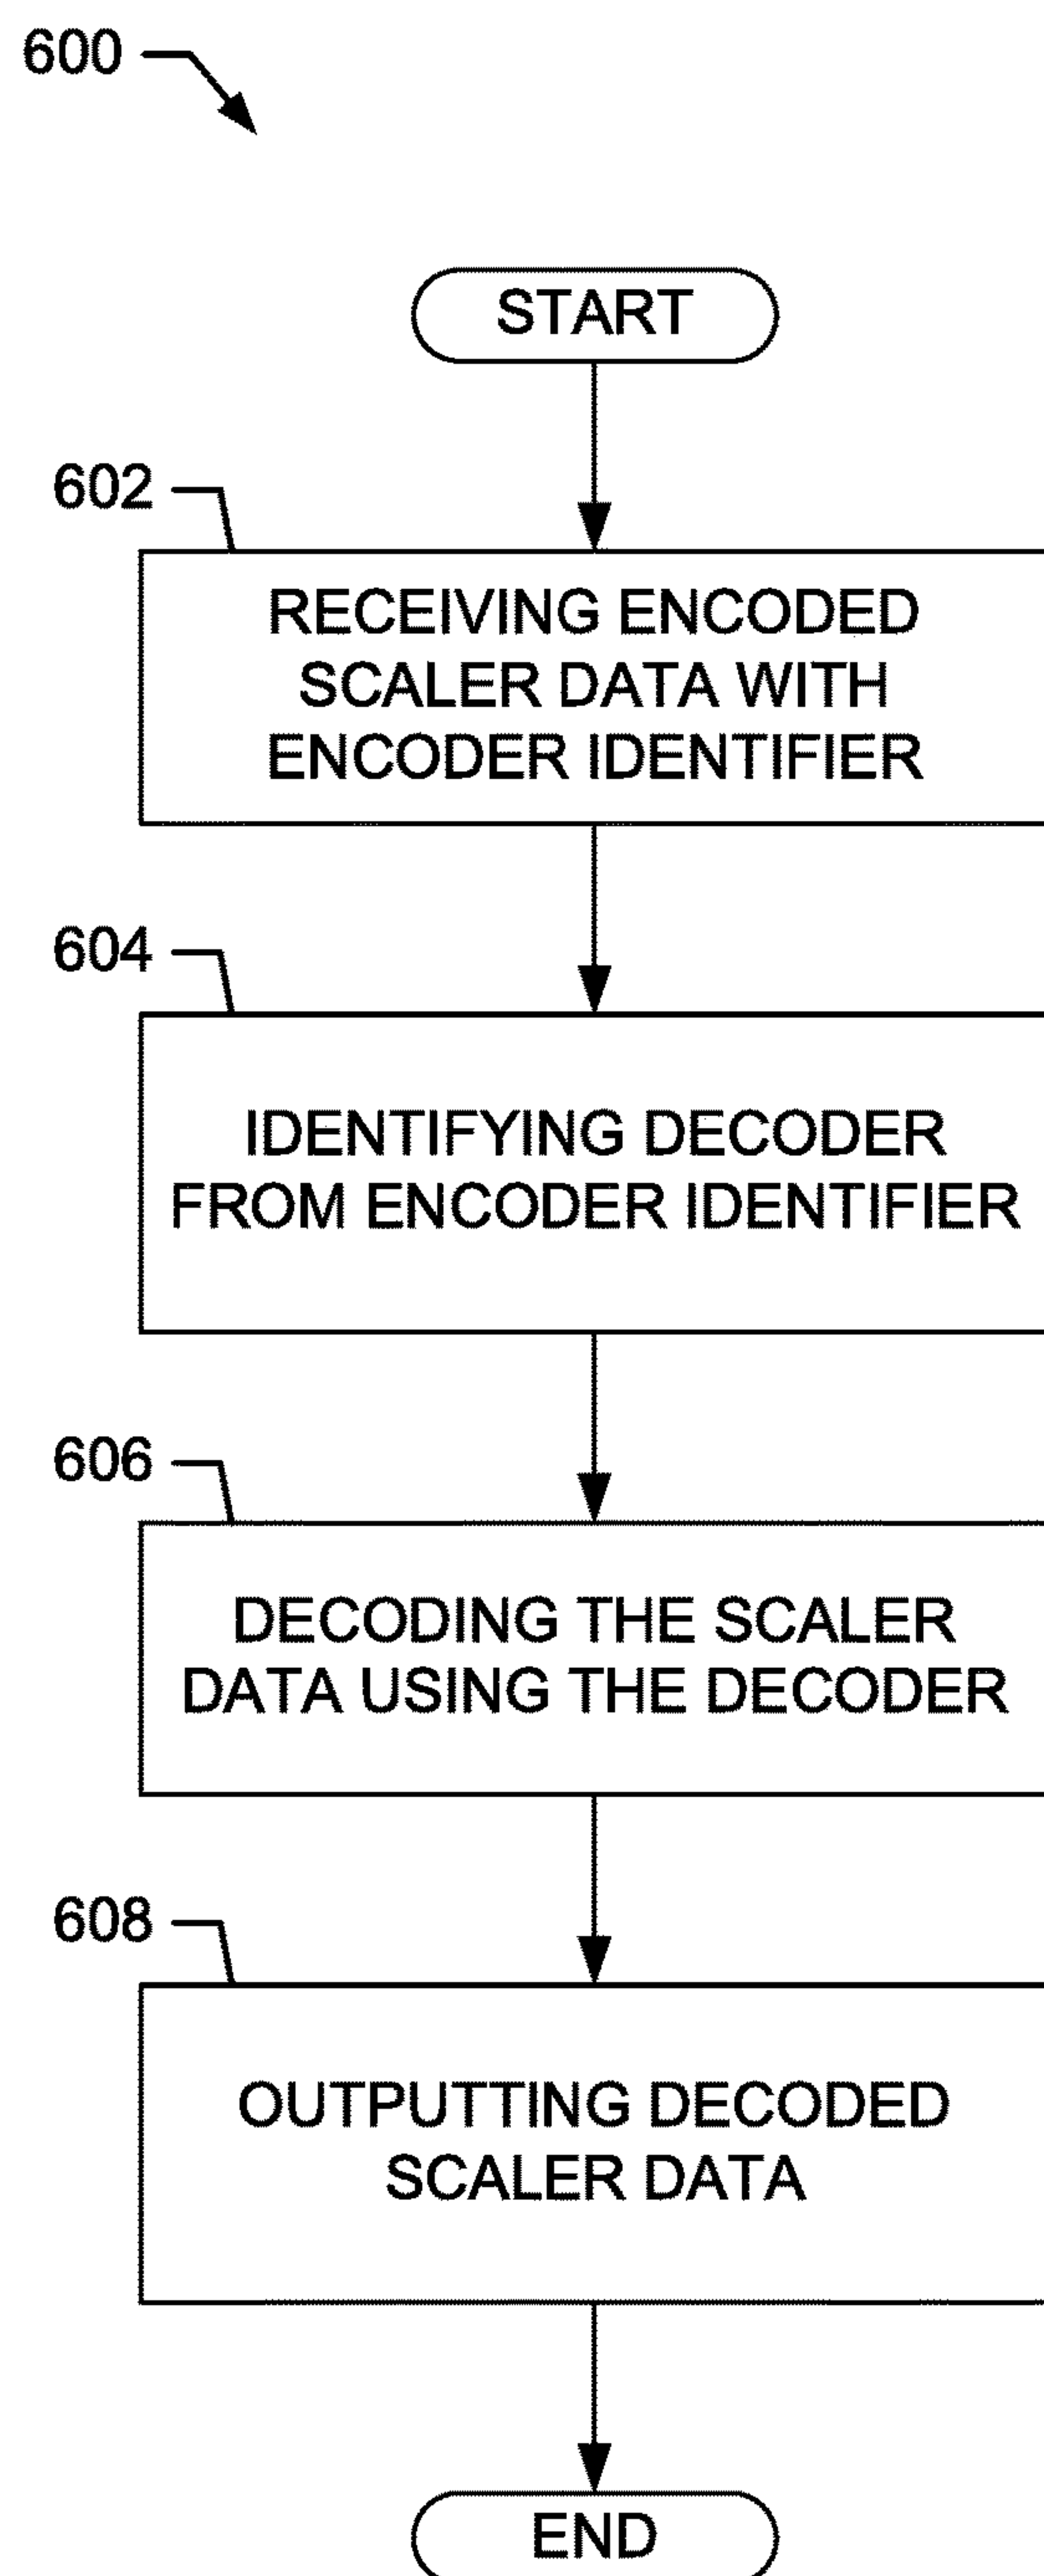 600
START
602
RECEIVING ENCODED
SCALER DATA WITH
ENCODER IDENTIFIER
604
IDENTIFYING DECODER
FROM ENCODER IDENTIFIER
606
DECODING THE SCALER
DATA USING THE DECODER
608
OUTPUTTING DECODED
SCALER DATA
END